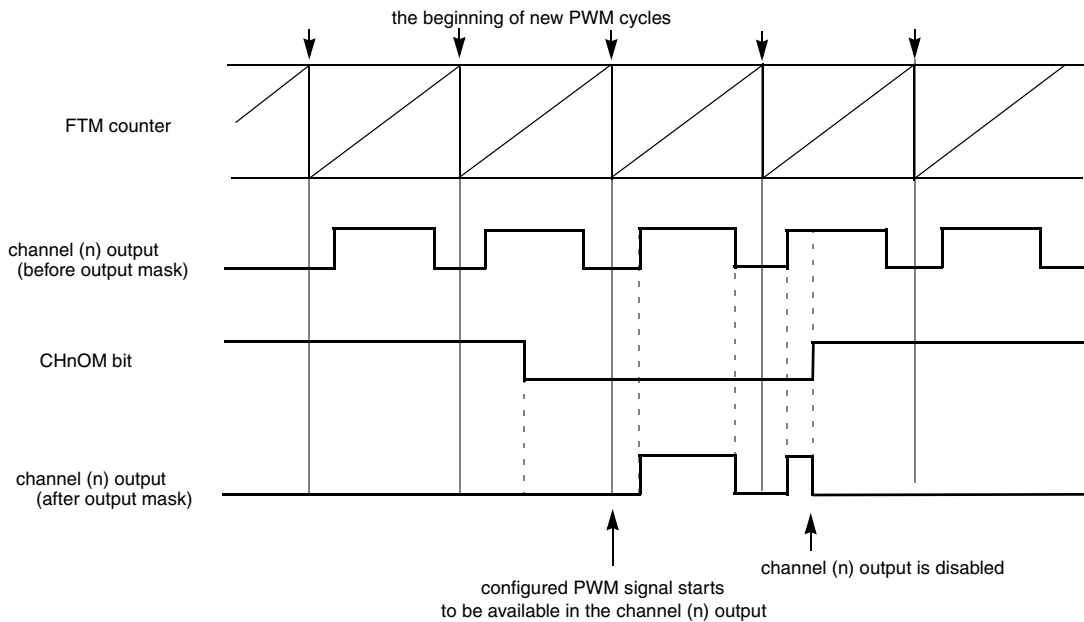 the beginning of new PWM cycles
FTM counter
channel (n) output
(before output mask)
CHnOM bit
channel (n) output
(after output mask)
configured PWM signal starts
to be available in the channel (n) output
channel (n) output is disabled